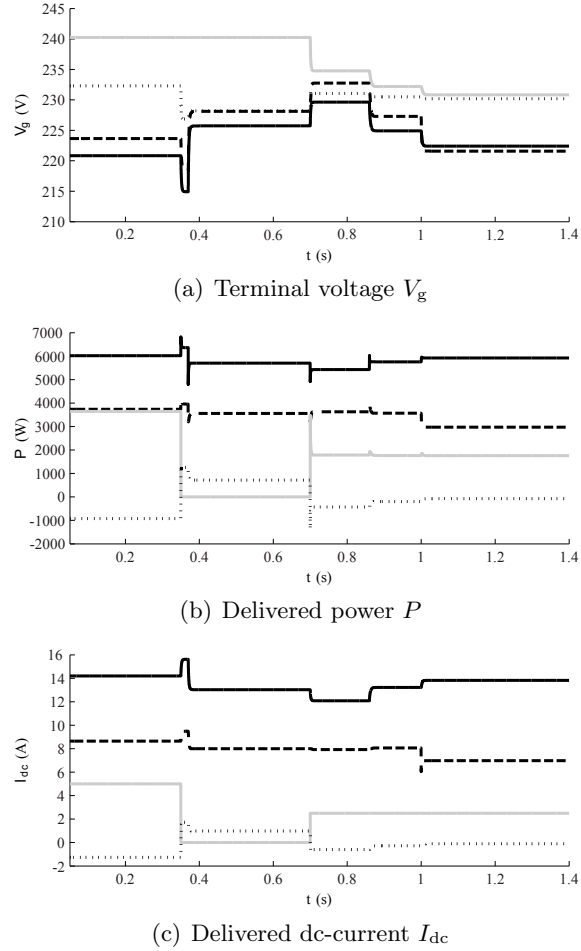 245
240
235
230
225
220
215
210
V_g (V)
0.2 0.4 0.6 0.8 1 1.2 1.4
t (s)
(a) Terminal voltage V_g
7000
6000
5000
4000
3000
2000
1000
0
-1000
-2000
P (W)
0.2 0.4 0.6 0.8 1 1.2 1.4
t (s)
(b) Delivered power P
16
14
12
10
8
6
4
2
0
-2
I_dc (A)
0.2 0.4 0.6 0.8 1 1.2 1.4
t (s)
(c) Delivered dc-current I_dc